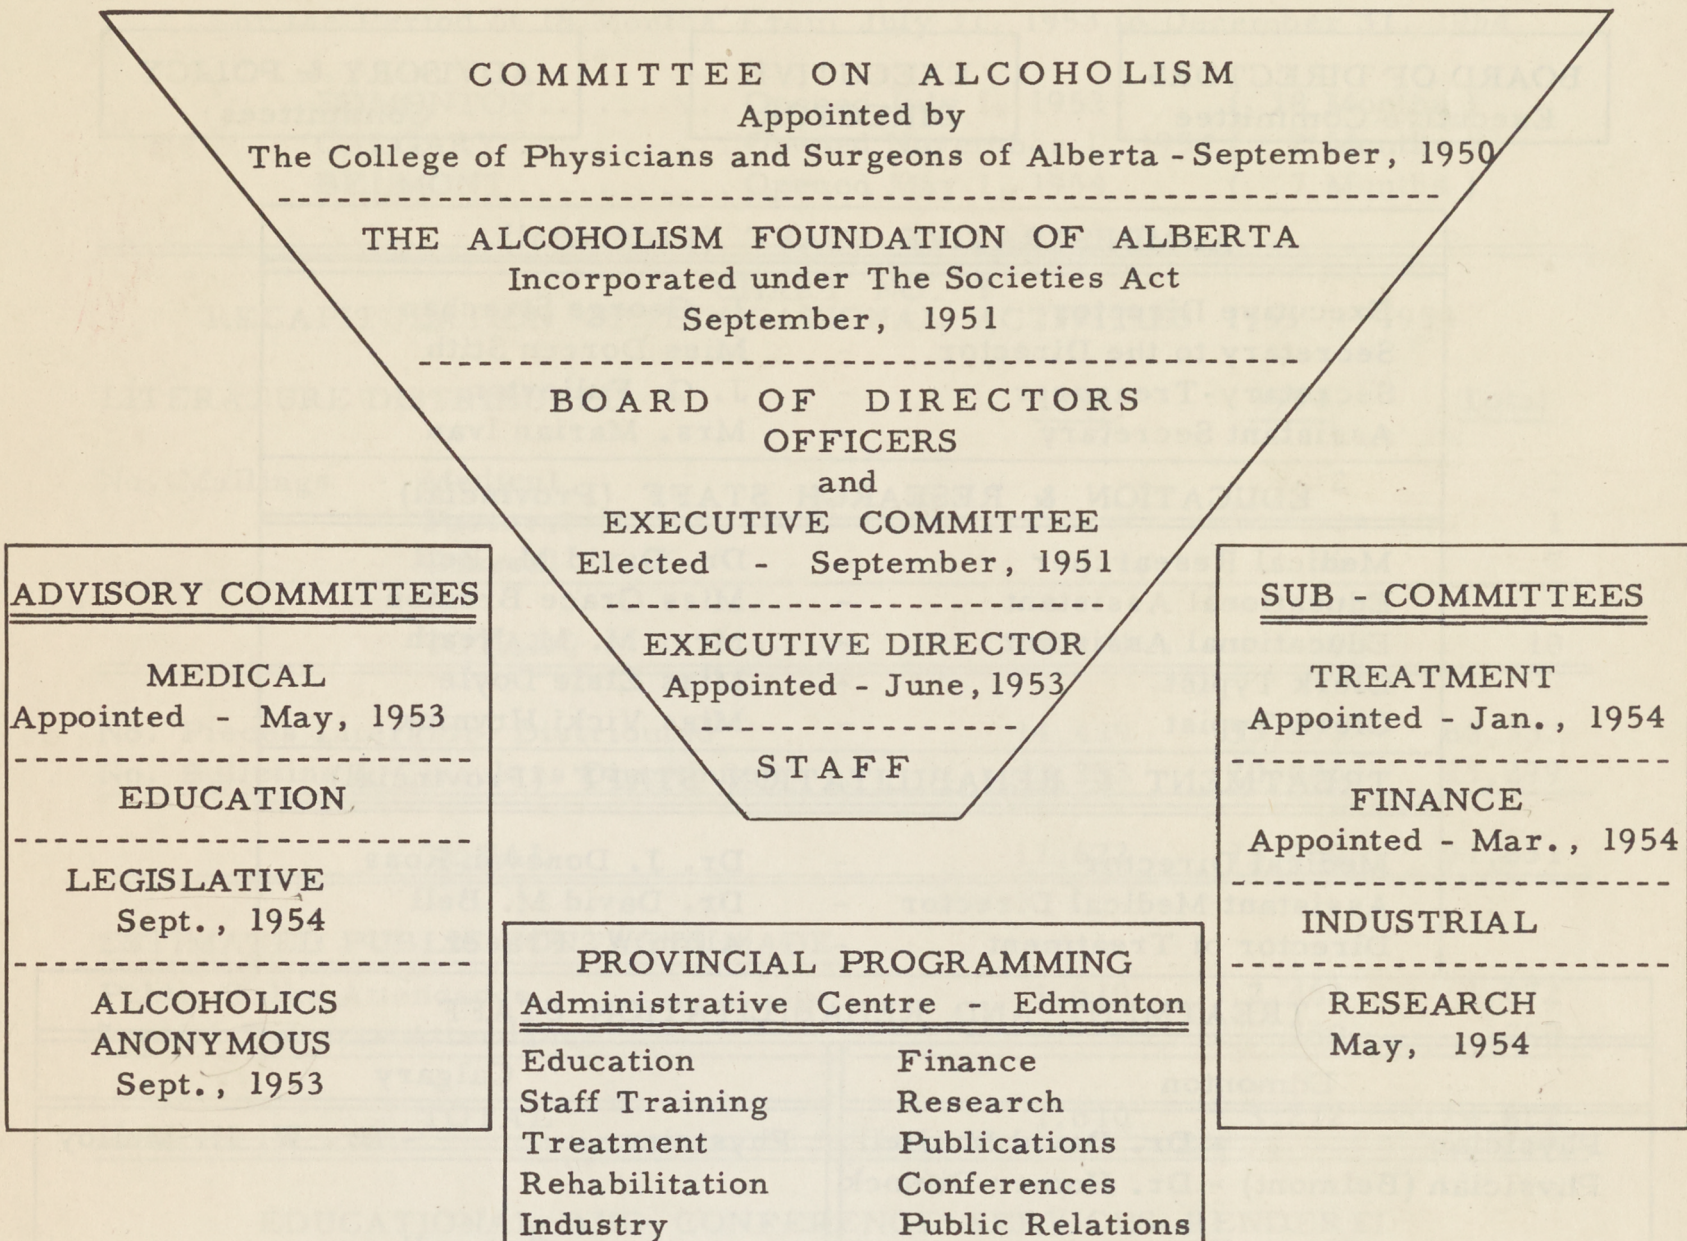 COMMITTEE ON ALCOHOLISM
Appointed by
The College of Physicians and Surgeons of Alberta - September, 1950
THE ALCOHOLISM FOUNDATION OF ALBERTA
Incorporated under The Societies Act
September, 1951
BOARD OF DIRECTORS
OFFICERS
and
EXECUTIVE COMMITTEE
Elected - September, 1951
EXECUTIVE DIRECTOR
Appointed - June, 1953
STAFF
ADVISORY COMMITTEES
MEDICAL
Appointed - May, 1953
EDUCATION
LEGISLATIVE
Sept., 1954
ALCOHOLICS
ANONYMOUS
Sept., 1953
PROVINCIAL PROGRAMMING
Administrative Centre - Edmonton
Education Finance
Staff Training Research
Treatment Publications
Rehabilitation Conferences
Industry Public Relations
SUB - COMMITTEES
TREATMENT
Appointed - Jan., 1954
FINANCE
Appointed - Mar., 1954
INDUSTRIAL
RESEARCH
May, 1954